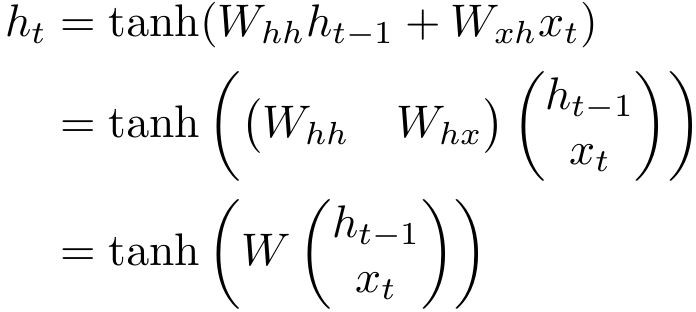 h_t = tanh(W_{hh}h_{t−1} + W_{xh}x_t)
= tanh ( ( W_{hh} W_{hx} ) ( h_{t−1} x_t ) )
= tanh ( W ( h_{t−1} x_t ) )